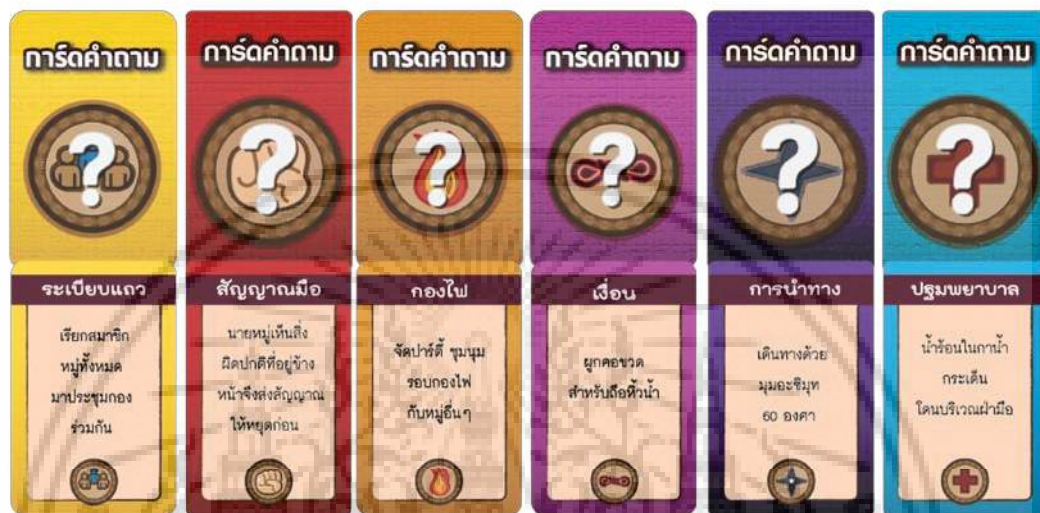 การ์ดคำถาม
การ์ดคำถาม
การ์ดคำถาม
การ์ดคำถาม
การ์ดคำถาม
การ์ดคำถาม
ระเบียบแถว
เรียกสมาชิก
หมู่ทั้งหมด
มาประชุมกอง
ร่วมกัน
สัญญาณมือ
นายหมู่เห็นสิ่ง
ผิดปกติที่อยู่ข้าง
หน้าจึงส่งสัญญาณ
ให้หยุดก่อน
กองไฟ
จัดปาร์ตี้ ชุมนุม
รอบกองไฟ
กับหมู่อื่นๆ
เงื่อน
ผูกคอขวด
สำหรับถือหิ้วน้ำ
การนำทาง
เดินทางด้วย
มุมอะซิมุท
60 องศา
ปฐมพยาบาล
น้ำร้อนในกาน้ำ
กระเด็น
โดนบริเวณฝ่ามือ